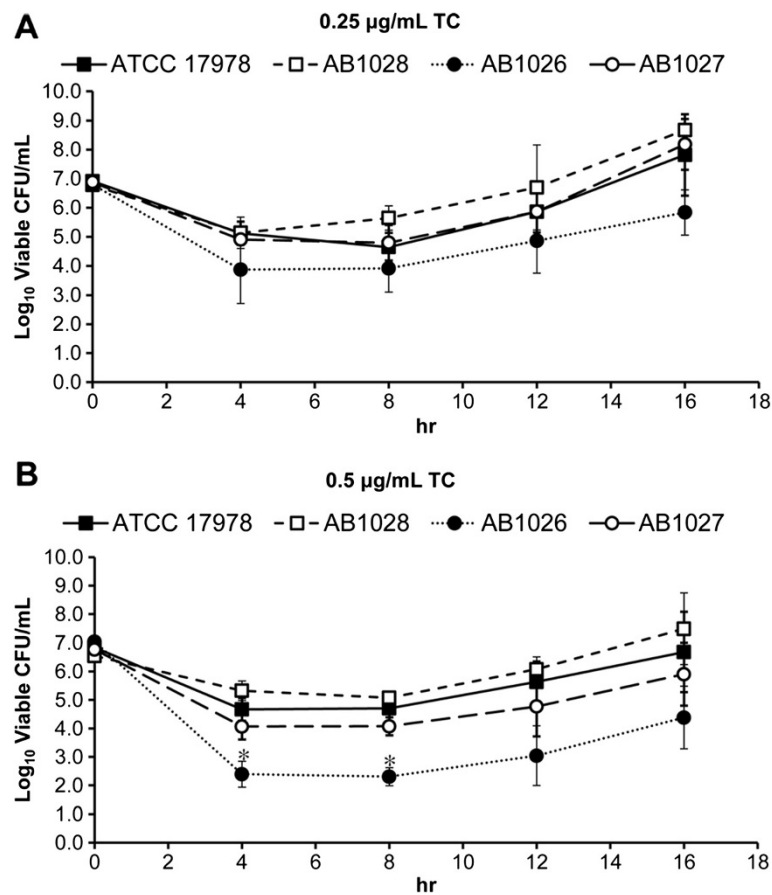 A
0.25 µg/mL TC
ATCC 17978 AB1028 AB1026 AB1027
Log10 Viable CFU/mL
10.0
9.0
8.0
7.0
6.0
5.0
4.0
3.0
2.0
1.0
0.0
0 2 4 6 8 10 12 14 16 18
hr
B
0.5 µg/mL TC
ATCC 17978 AB1028 AB1026 AB1027
Log10 Viable CFU/mL
10.0
9.0
8.0
7.0
6.0
5.0
4.0
3.0
2.0
1.0
0.0
* *
0 2 4 6 8 10 12 14 16 18
hr